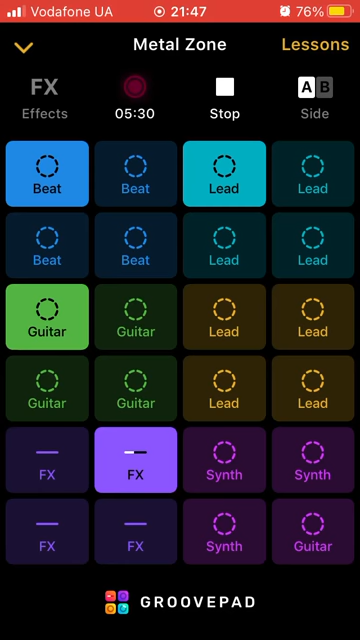 Vodafone UA 21:47 76%
Metal Zone Lessons
FX A B
Effects 05:30 Stop Side
Beat Beat Lead Lead
Beat Beat Lead Lead
Guitar Guitar Lead Lead
Guitar Guitar Lead Lead
FX FX Synth Synth
FX FX Synth Guitar
GROOVEPAD